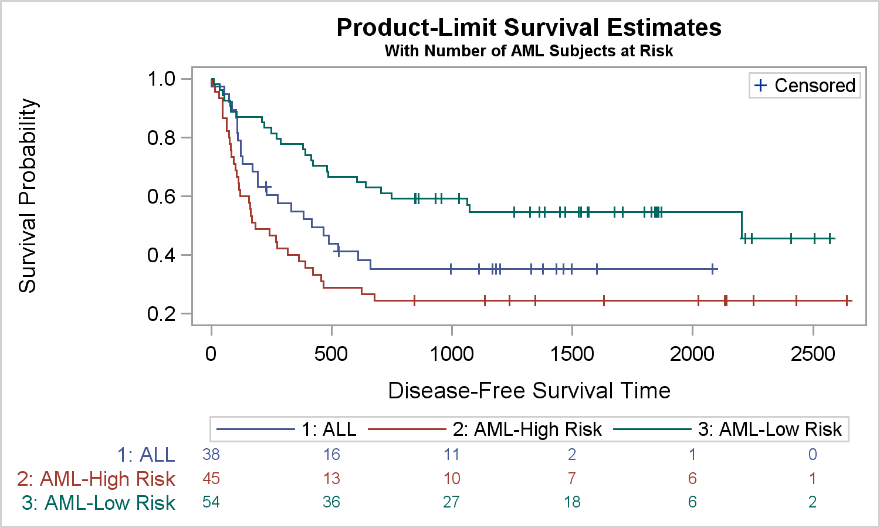 Product-Limit Survival Estimates
With Number of AML Subjects at Risk
+ Censored
Survival Probability
1.0
0.8
0.6
0.4
0.2
0 500 1000 1500 2000 2500
Disease-Free Survival Time
1: ALL 2: AML-High Risk 3: AML-Low Risk
1: ALL 38 16 11 2 1 0
2: AML-High Risk 45 13 10 7 6 1
3: AML-Low Risk 54 36 27 18 6 2